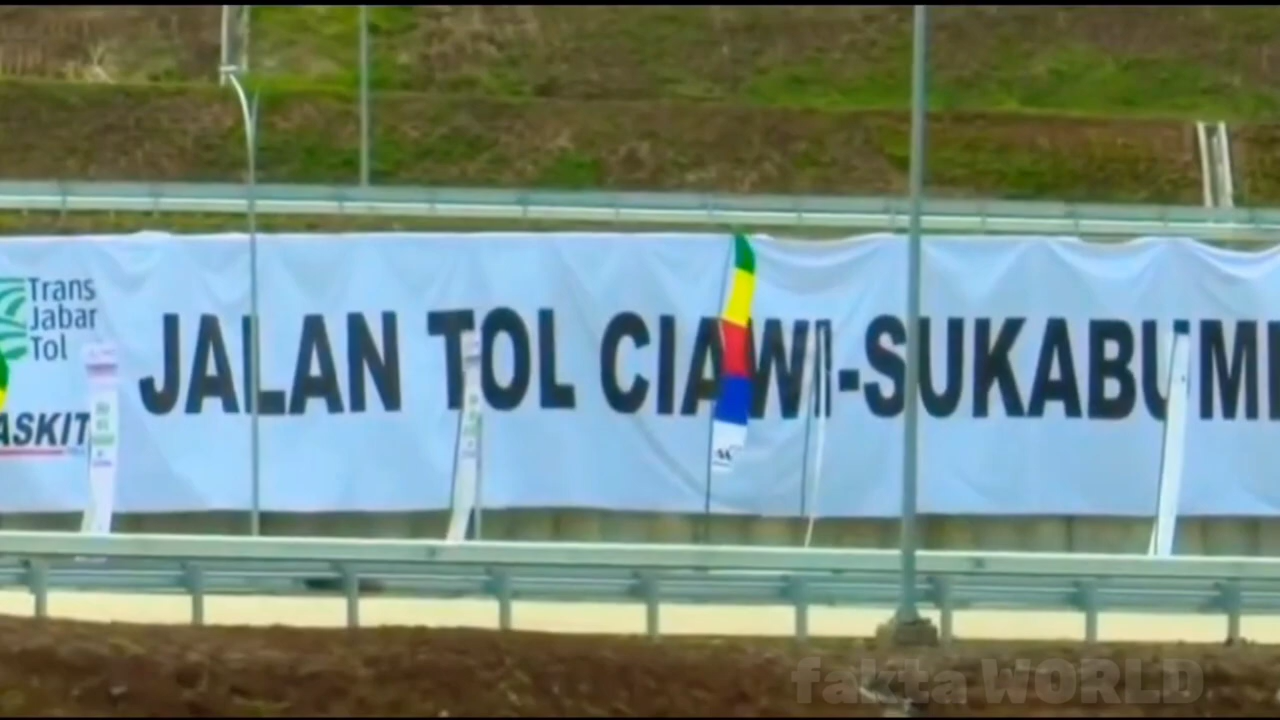 Trans
Jabar
Tol
ASKIT
JALAN TOL CIAWI-SUKABUMI
fakta WORLD